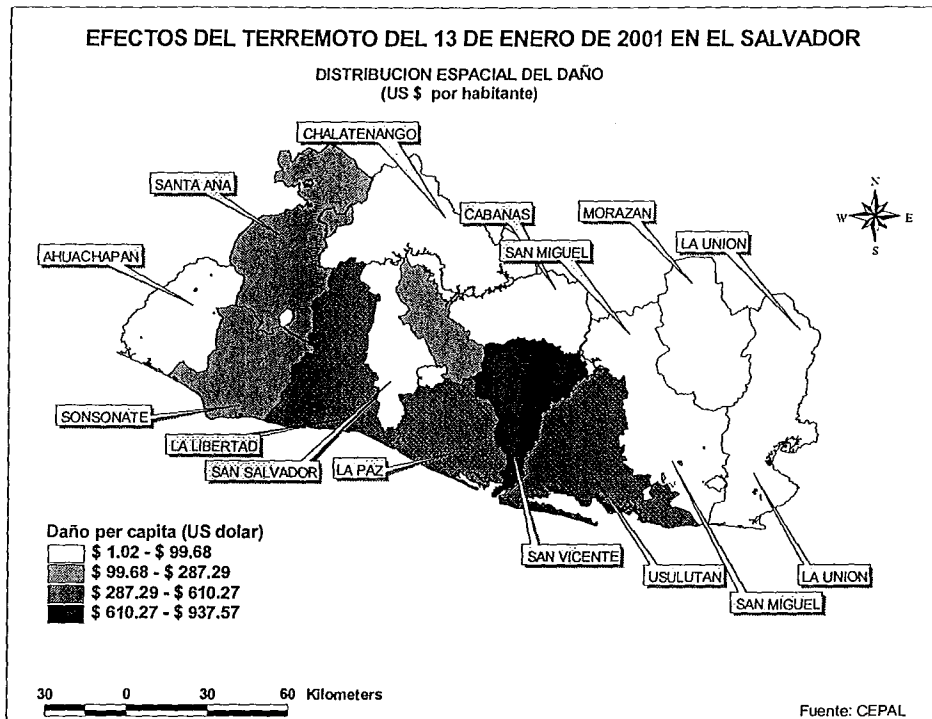 EFECTOS DEL TERREMOTO DEL 13 DE ENERO DE 2001 EN EL SALVADOR
DISTRIBUCION ESPACIAL DEL DAÑO
(US $ por habitante)
CHALATENANGO
SANTA ANA
CABAÑAS
MORAZAN
N
W
E
S
AHUACHAPAN
SAN MIGUEL
LA UNION
SONSONATE
LA LIBERTAD
SAN SALVADOR
LA PAZ
SAN VICENTE
USULUTAN
LA UNION
SAN MIGUEL
Daño per capita (US dolar)
$ 1.02 - $ 99.68
$ 99.68 - $ 287.29
$ 287.29 - $ 610.27
$ 610.27 - $ 937.57
30 0 30 60 Kilometers
Fuente: CEPAL